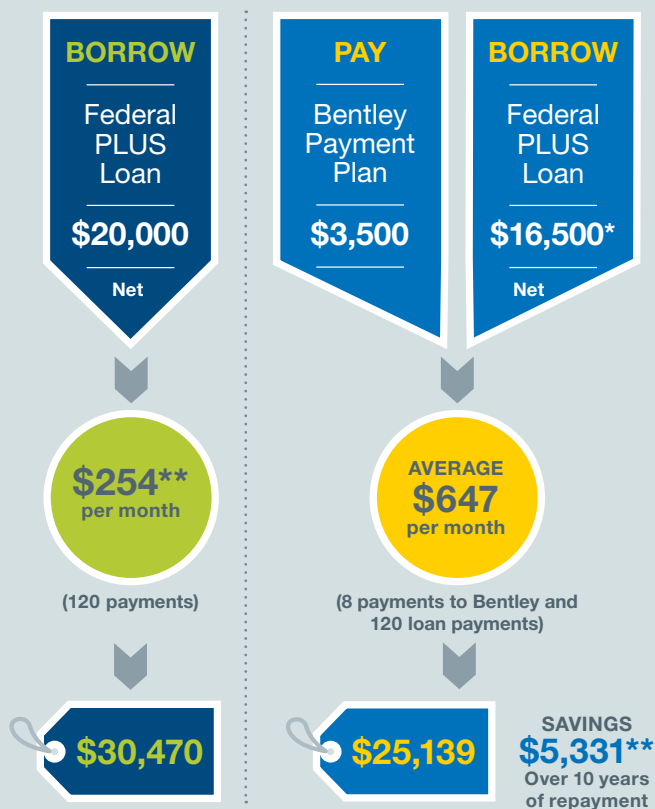 BORROW
Federal
PLUS
Loan
$20,000
Net
$254**
per month
(120 payments)
$30,470
PAY
Bentley
Payment
Plan
$3,500
BORROW
Federal
PLUS
Loan
$16,500*
Net
AVERAGE
$647
per month
(8 payments to Bentley and
120 loan payments)
$25,139
SAVINGS
$5,331**
Over 10 years
of repayment